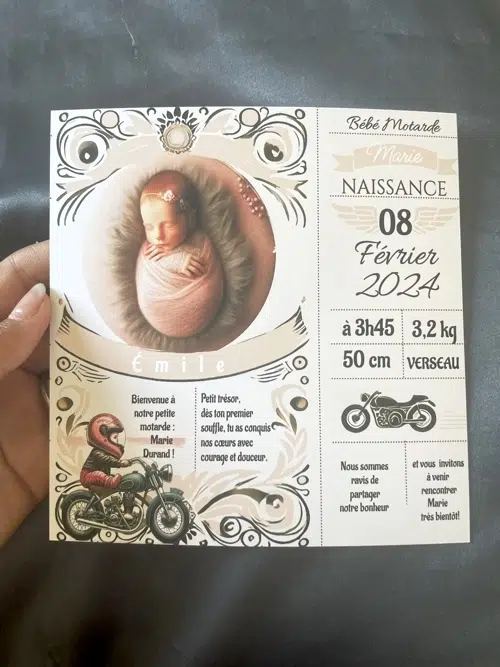 Émile
Bienvenue à
notre petite
motarde :
Marie
Durand !
Petit trésor,
dès ton premier
souffle, tu as conquis
nos cœurs avec
courage et douceur.
Bébé Motarde
Marie
NAISSANCE
08
Février
2024
à 3h45
3,2 kg
50 cm
VERSEAU
Nous sommes
ravis de
partager
notre bonheur
et vous invitons
à venir
rencontrer
Marie
très bientôt!